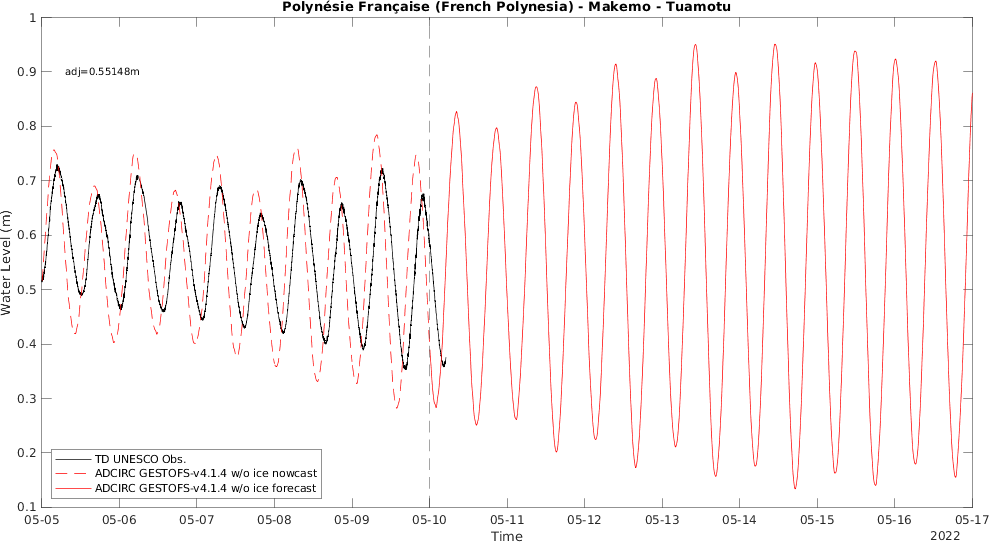 Polynésie Française (French Polynesia) - Makemo - Tuamotu
1
0.9
0.8
0.7
0.6
0.5
0.4
0.3
0.2
0.1
Water Level (m)
adj=0.55148m
TD UNESCO Obs.
ADCIRC GESTOFS-v4.1.4 w/o ice nowcast
ADCIRC GESTOFS-v4.1.4 w/o ice forecast
05-05 05-06 05-07 05-08 05-09 05-10 05-11 05-12 05-13 05-14 05-15 05-16 05-17
Time
2022